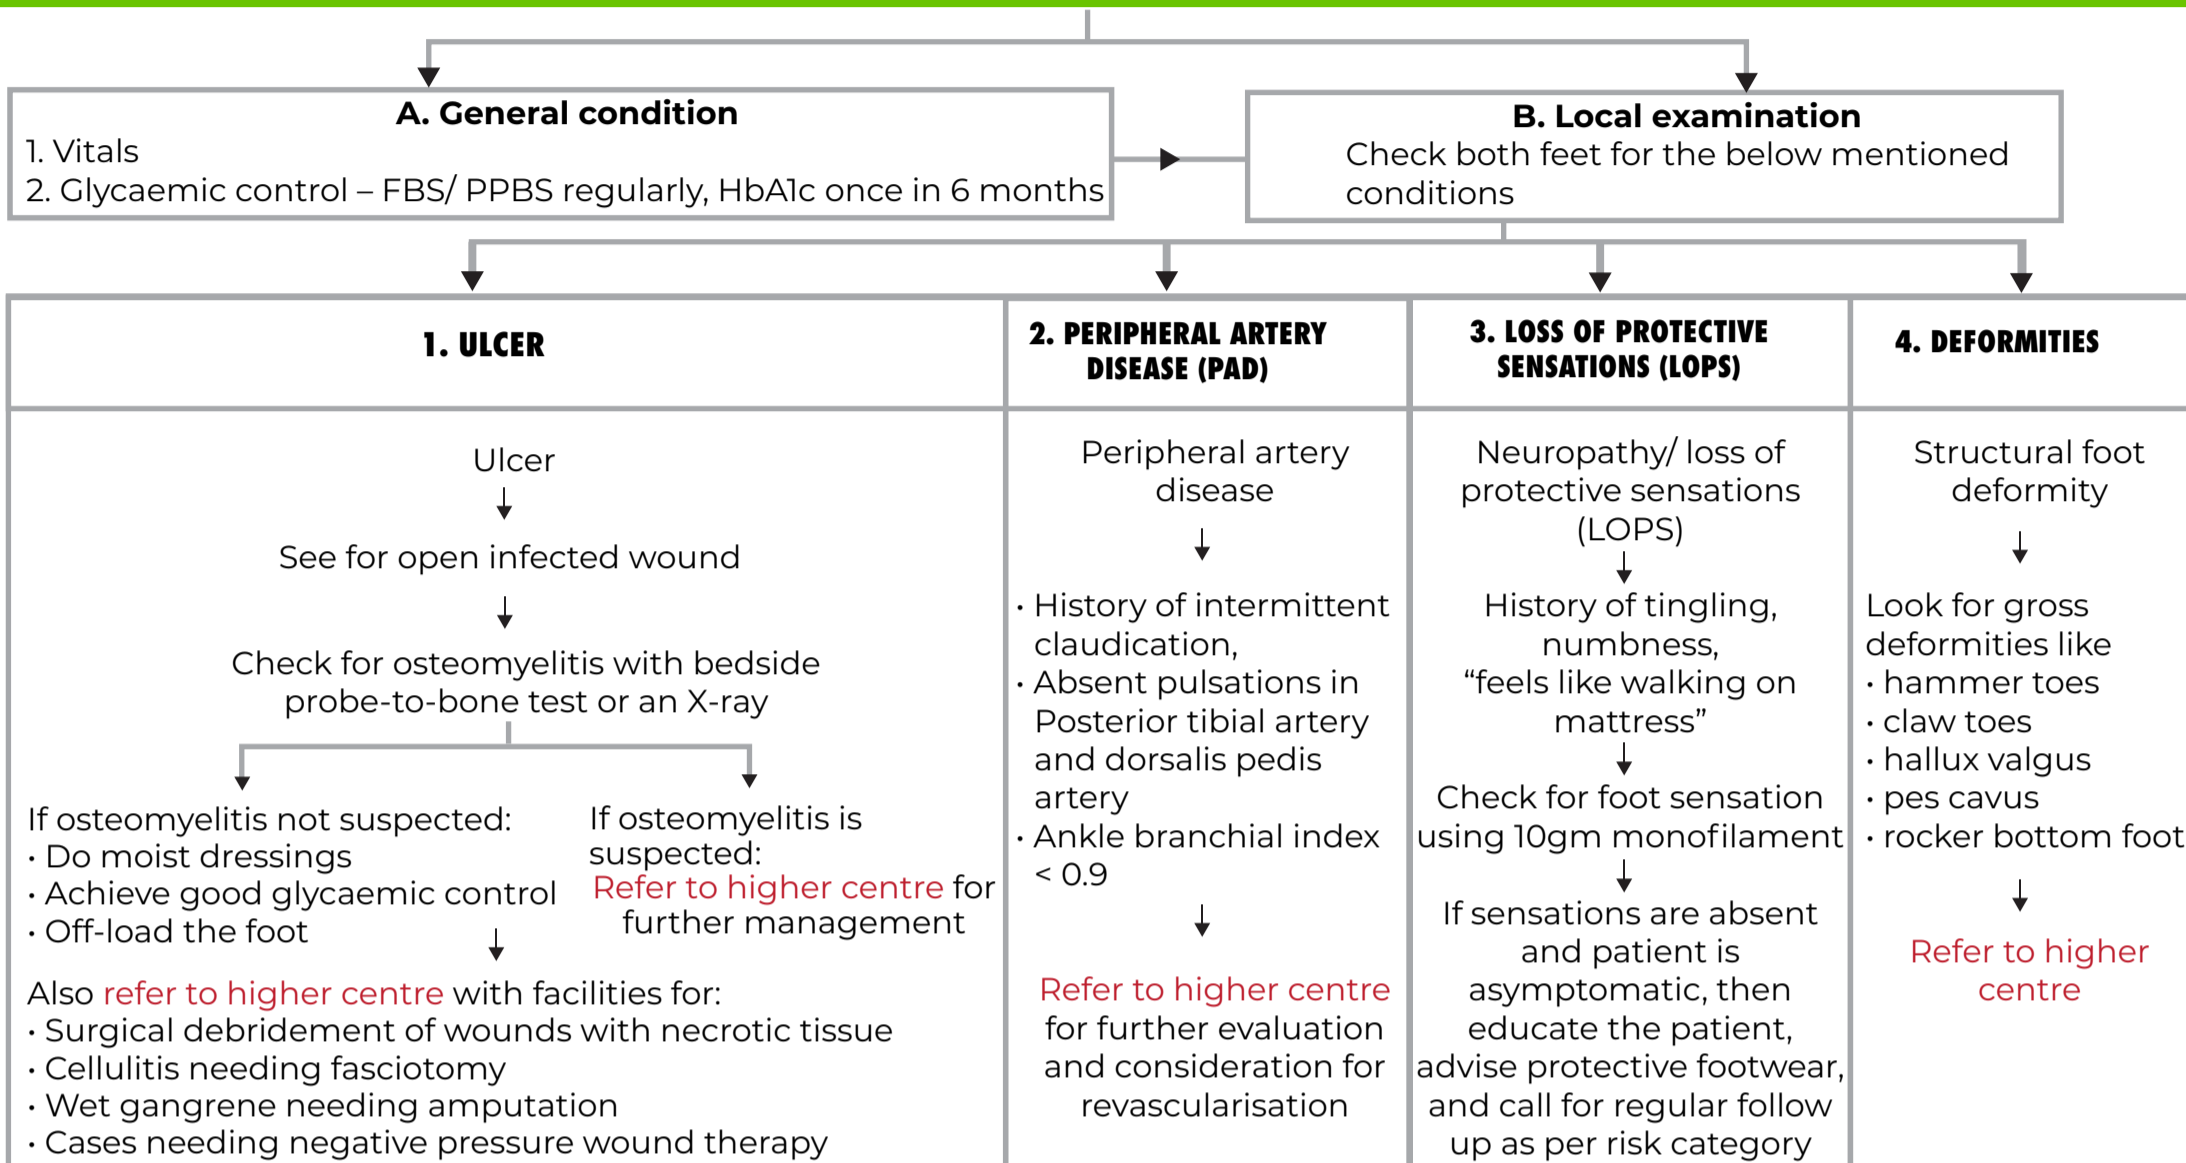 A. General condition
1. Vitals
2. Glycaemic control – FBS/ PPBS regularly, HbA1c once in 6 months
B. Local examination
Check both feet for the below mentioned
conditions
1. ULCER
Ulcer
See for open infected wound
Check for osteomyelitis with bedside
probe-to-bone test or an X-ray
If osteomyelitis not suspected:
· Do moist dressings
· Achieve good glycaemic control
· Off-load the foot
If osteomyelitis is
suspected:
Refer to higher centre for
further management
Also refer to higher centre with facilities for:
· Surgical debridement of wounds with necrotic tissue
· Cellulitis needing fasciotomy
· Wet gangrene needing amputation
· Cases needing negative pressure wound therapy
2. PERIPHERAL ARTERY
DISEASE (PAD)
Peripheral artery
disease
· History of intermittent
claudication,
· Absent pulsations in
Posterior tibial artery
and dorsalis pedis
artery
· Ankle branchial index
< 0.9
Refer to higher centre
for further evaluation
and consideration for
revascularisation
3. LOSS OF PROTECTIVE
SENSATIONS (LOPS)
Neuropathy/ loss of
protective sensations
(LOPS)
History of tingling,
numbness,
“feels like walking on
mattress”
Check for foot sensation
using 10gm monofilament
If sensations are absent
and patient is
asymptomatic, then
educate the patient,
advise protective footwear,
and call for regular follow
up as per risk category
4. DEFORMITIES
Structural foot
deformity
Look for gross
deformities like
· hammer toes
· claw toes
· hallux valgus
· pes cavus
· rocker bottom foot
Refer to higher
centre